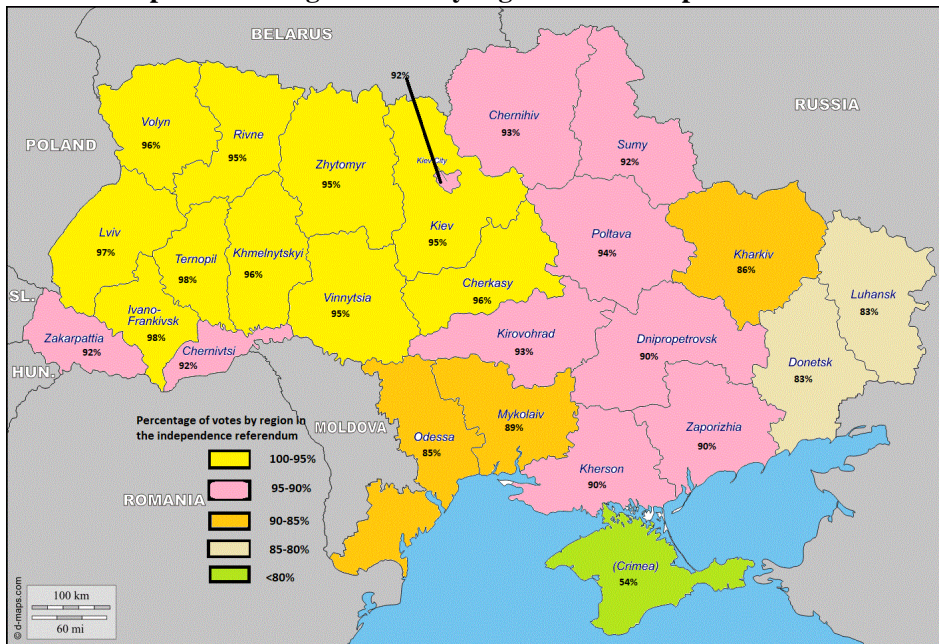 BELARUS
92%
RUSSIA
Chernihiv
93%
Volyn
96%
Rivne
95%
Sumy
92%
POLAND
Zhytomyr
95%
Kiev City
Lviv
97%
Ternopil
98%
Khmelnytskyi
96%
Kiev
95%
Poltava
94%
Kharkiv
86%
Cherkasy
96%
Vinnytsia
95%
Luhansk
83%
SL.
Ivano-
Frankivsk
98%
Zakarpattia
92%
Chernivtsi
92%
Kirovohrad
93%
Dnipropetrovsk
90%
Donetsk
83%
HUN.
Percentage of votes by region in
the independence referendum
MOLDOVA
Odessa
85%
Mykolaiv
89%
Zaporizhia
90%
Kherson
90%
100-95%
95-90%
ROMANIA
90-85%
85-80%
<80%
(Crimea)
54%
100 km
60 mi
© d-maps.com